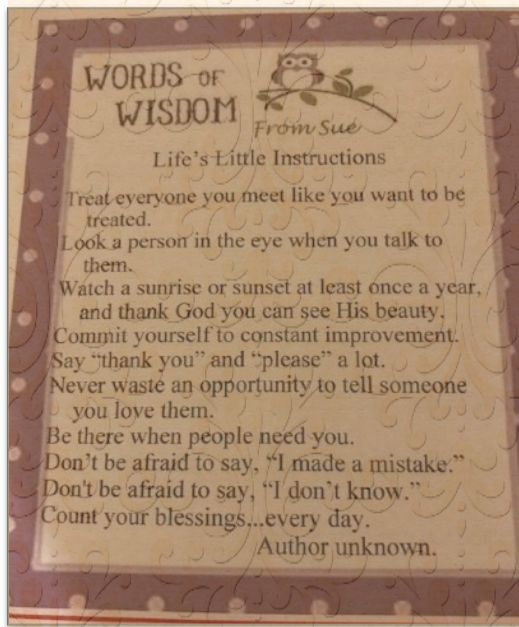 WORDS OF
WISDOM
From Sue
Life's Little Instructions
Treat everyone you meet like you want to be
treated.
Look a person in the eye when you talk to
them.
Watch a sunrise or sunset at least once a year,
and thank God you can see His beauty.
Commit yourself to constant improvement.
Say “thank you” and “please” a lot.
Never waste an opportunity to tell someone
you love them.
Be there when people need you.
Don't be afraid to say, “I made a mistake.”
Don't be afraid to say, “I don't know.”
Count your blessings...every day.
Author unknown.